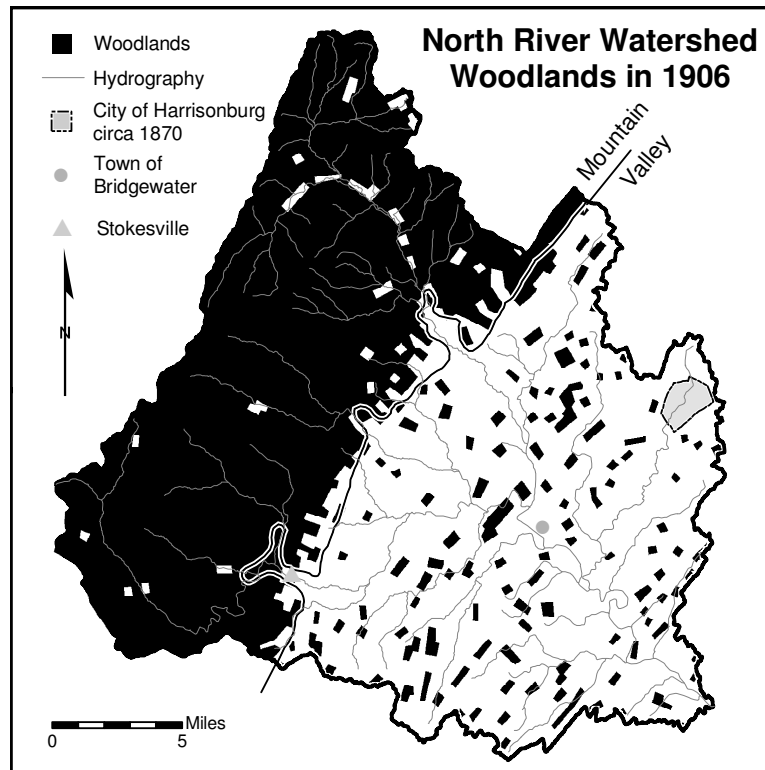 North River Watershed
Woodlands in 1906
Woodlands
Hydrography
City of Harrisonburg
circa 1870
Town of
Bridgewater
Stokesville
N
Mountain
Valley
Miles
0
5